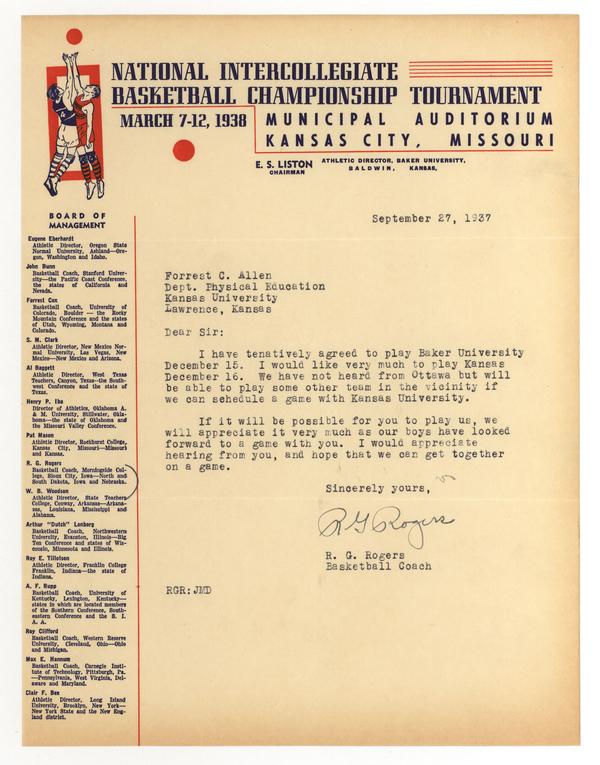 NATIONAL INTERCOLLEGIATE
BASKETBALL CHAMPIONSHIP TOURNAMENT
MARCH 7-12, 1938
MUNICIPAL AUDITORIUM
KANSAS CITY, MISSOURI
E. S. LISTON
CHAIRMAN
ATHLETIC DIRECTOR, BAKER UNIVERSITY,
BALDWIN, KANSAS,
BOARD OF
MANAGEMENT
Eugene Eberhardt
Athletic Director, Oregon State
Normal University, Ashland—Ore-
gon, Washington and Idaho.
John Bunn
Basketball Coach, Stanford Univer-
sity—the Pacific Coast Conference,
the states of California and
Nevada.
Forrest Cox
Basketball Coach, University of
Colorado, Boulder — the Rocky
Mountain Conference and the states
of Utah, Wyoming, Montana and
Colorado.
S. M. Clark
Athletic Director, New Mexico Nor-
mal University, Las Vegas, New
Mexico—New Mexico and Arizona.
Al Baggett
Athletic Director, West Texas
Teachers, Canyon, Texas—the South-
west Conference and the state of
Texas.
Henry P. Iba
Director of Athletics, Oklahoma A.
& M. University, Stillwater, Okla-
homa—the state of Oklahoma and
the Missouri Valley Conference.
Pat Mason
Athletic Director, Rockhurst College,
Kansas City, Missouri—Missouri
and Kansas.
R. G. Rogers
Basketball Coach, Morningside Col-
lege, Sioux City, Iowa—North and
South Dakota, Iowa and Nebraska.
W. B. Woodson
Athletic Director, State Teachers
College, Conway, Arkansas—Arkan-
sas, Louisiana, Mississippi and
Alabama.
Arthur "Dutch" Lonborg
Basketball Coach, Northwestern
University, Evanston, Illinois—Big
Ten Conference and states of Wis-
consin, Minnesota and Illinois.
Roy E. Tillotson
Athletic Director, Franklin College
Franklin, Indiana—the state of
Indiana.
A. F. Rupp
Basketball Coach, University of
Kentucky, Lexington, Kentucky—
states in which are located members
of the Southern Conference, South-
eastern Conference and the S. I.
A. A.
Roy Clifford
Basketball Coach, Western Reserve
University, Cleveland, Ohio—Ohio
and Michigan.
Max E. Hannum
Basketball Coach, Carnegie Insti-
tute of Technology, Pittsburgh, Pa.
—Pennsylvania, West Virginia, Del-
aware and Maryland.
Clair F. Bee
Athletic Director, Long Island
University, Brooklyn, New York—
New York State and the New Eng-
land district.
September 27, 1937
Forrest C. Allen
Dept. Physical Education
Kansas University
Lawrence, Kansas
Dear Sir:
I have tenatively agreed to play Baker University
December 15. I would like very much to play Kansas
December 16. We have not heard from Ottawa but will
be able to play some other team in the vicinity if
we can schedule a game with Kansas University.
If it will be possible for you to play us, we
will appreciate it very much as our boys have looked
forward to a game with you. I would appreciate
hearing from you, and hope that we can get together
on a game.
Sincerely yours,
R G Rogers
R. G. Rogers
Basketball Coach
RGR:JMD